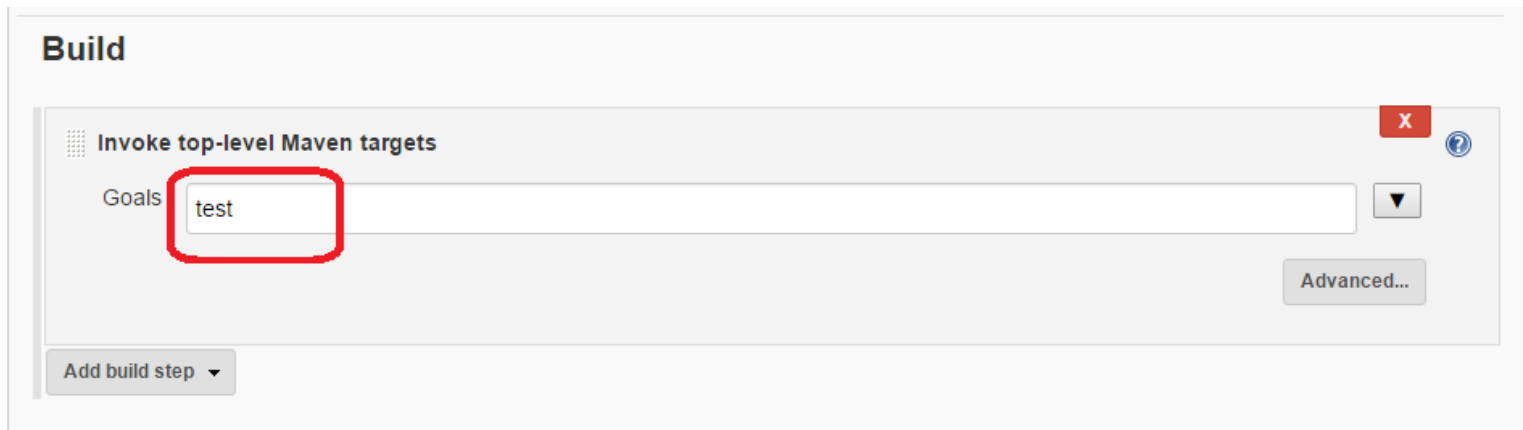 Build
Invoke top-level Maven targets
X
?
Goals
test
▼
Advanced...
Add build step